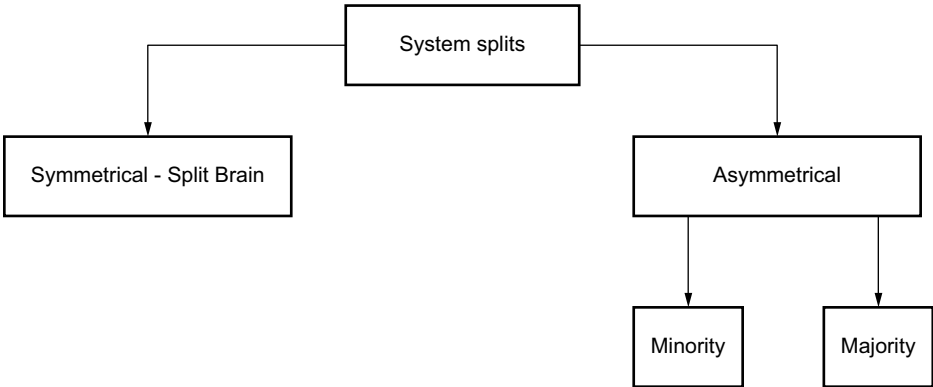 System splits
Symmetrical - Split Brain
Asymmetrical
Minority
Majority